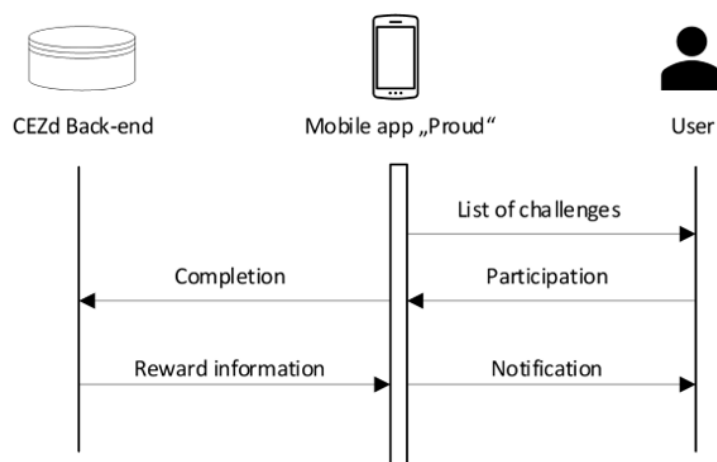 CEZd Back-end
Mobile app „Proud“
User
List of challenges
Completion
Participation
Reward information
Notification